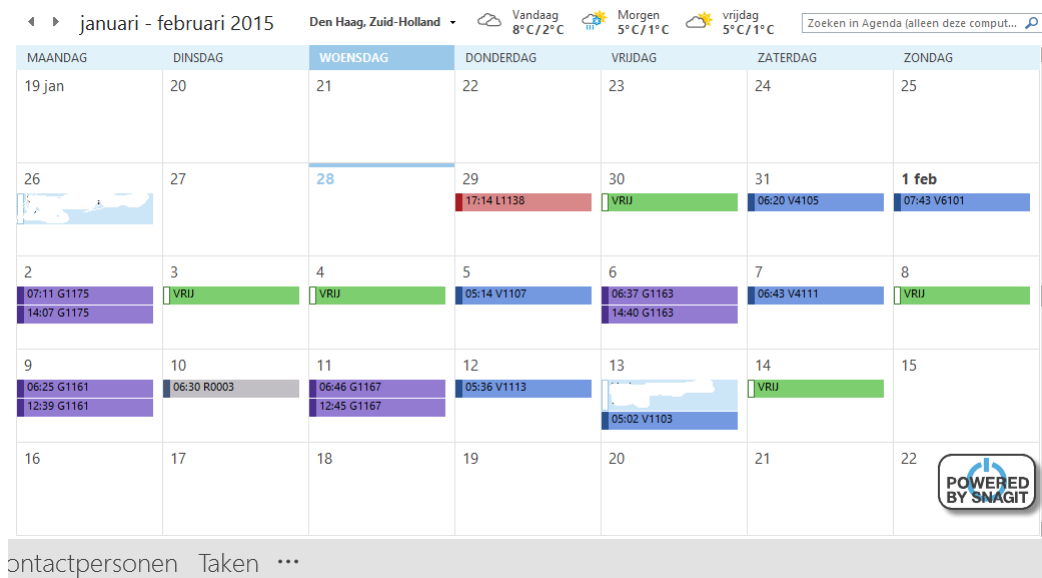 januari - februari 2015 Den Haag, Zuid-Holland Vandaag 8°C/2°C Morgen 5°C/1°C vrijdag 5°C/1°C Zoeken in Agenda (alleen deze comput...
MAANDAG DINSDAG WOENSDAG DONDERDAG VRIJDAG ZATERDAG ZONDAG
19 jan 20 21 22 23 24 25
26 27 28 29 30 31 1 feb
17:14 L1138 VRIJ 06:20 V4105 07:43 V6101
2 3 4 5 6 7 8
07:11 G1175 VRIJ VRIJ 05:14 V1107 06:37 G1163 06:43 V4111 VRIJ
14:07 G1175 14:40 G1163
9 10 11 12 13 14 15
06:25 G1161 06:30 R0003 06:46 G1167 05:36 V1113 VRIJ
12:39 G1161 12:45 G1167 05:02 V1103
16 17 18 19 20 21 22
POWERED
BY SNAGIT
ontactpersonen Taken ···